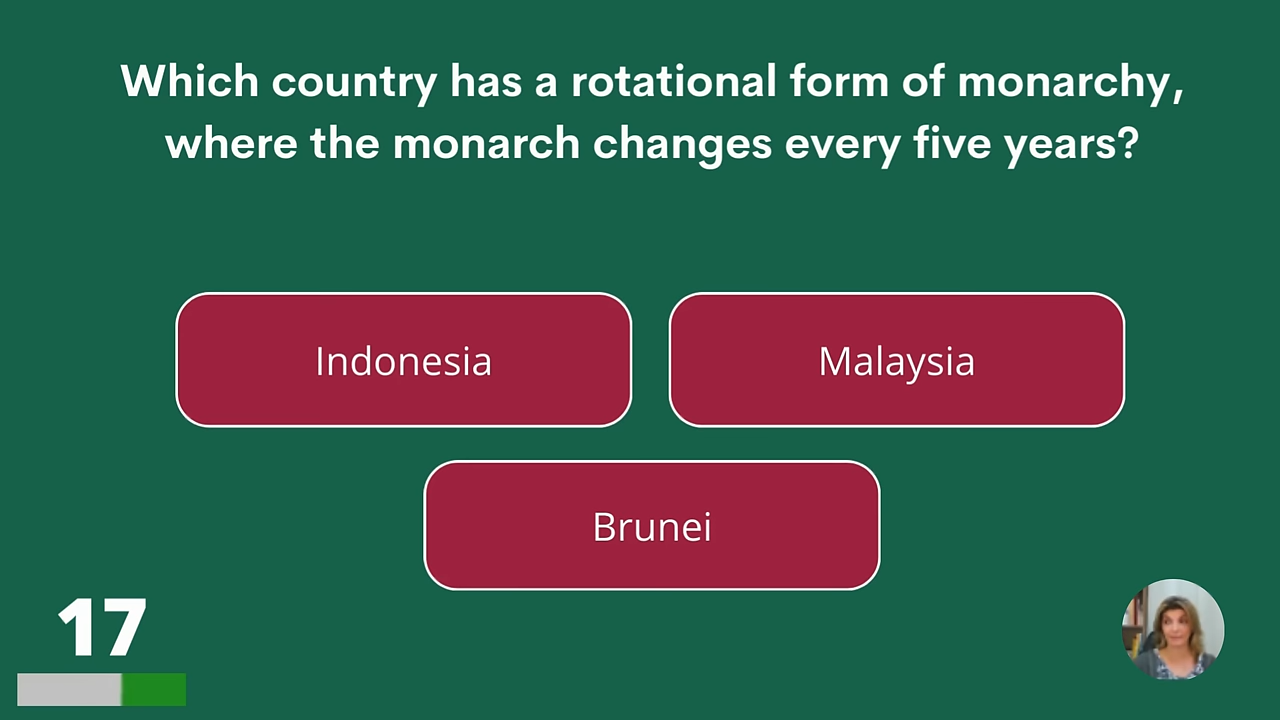 Which country has a rotational form of monarchy,
where the monarch changes every five years?
Indonesia
Malaysia
Brunei
17